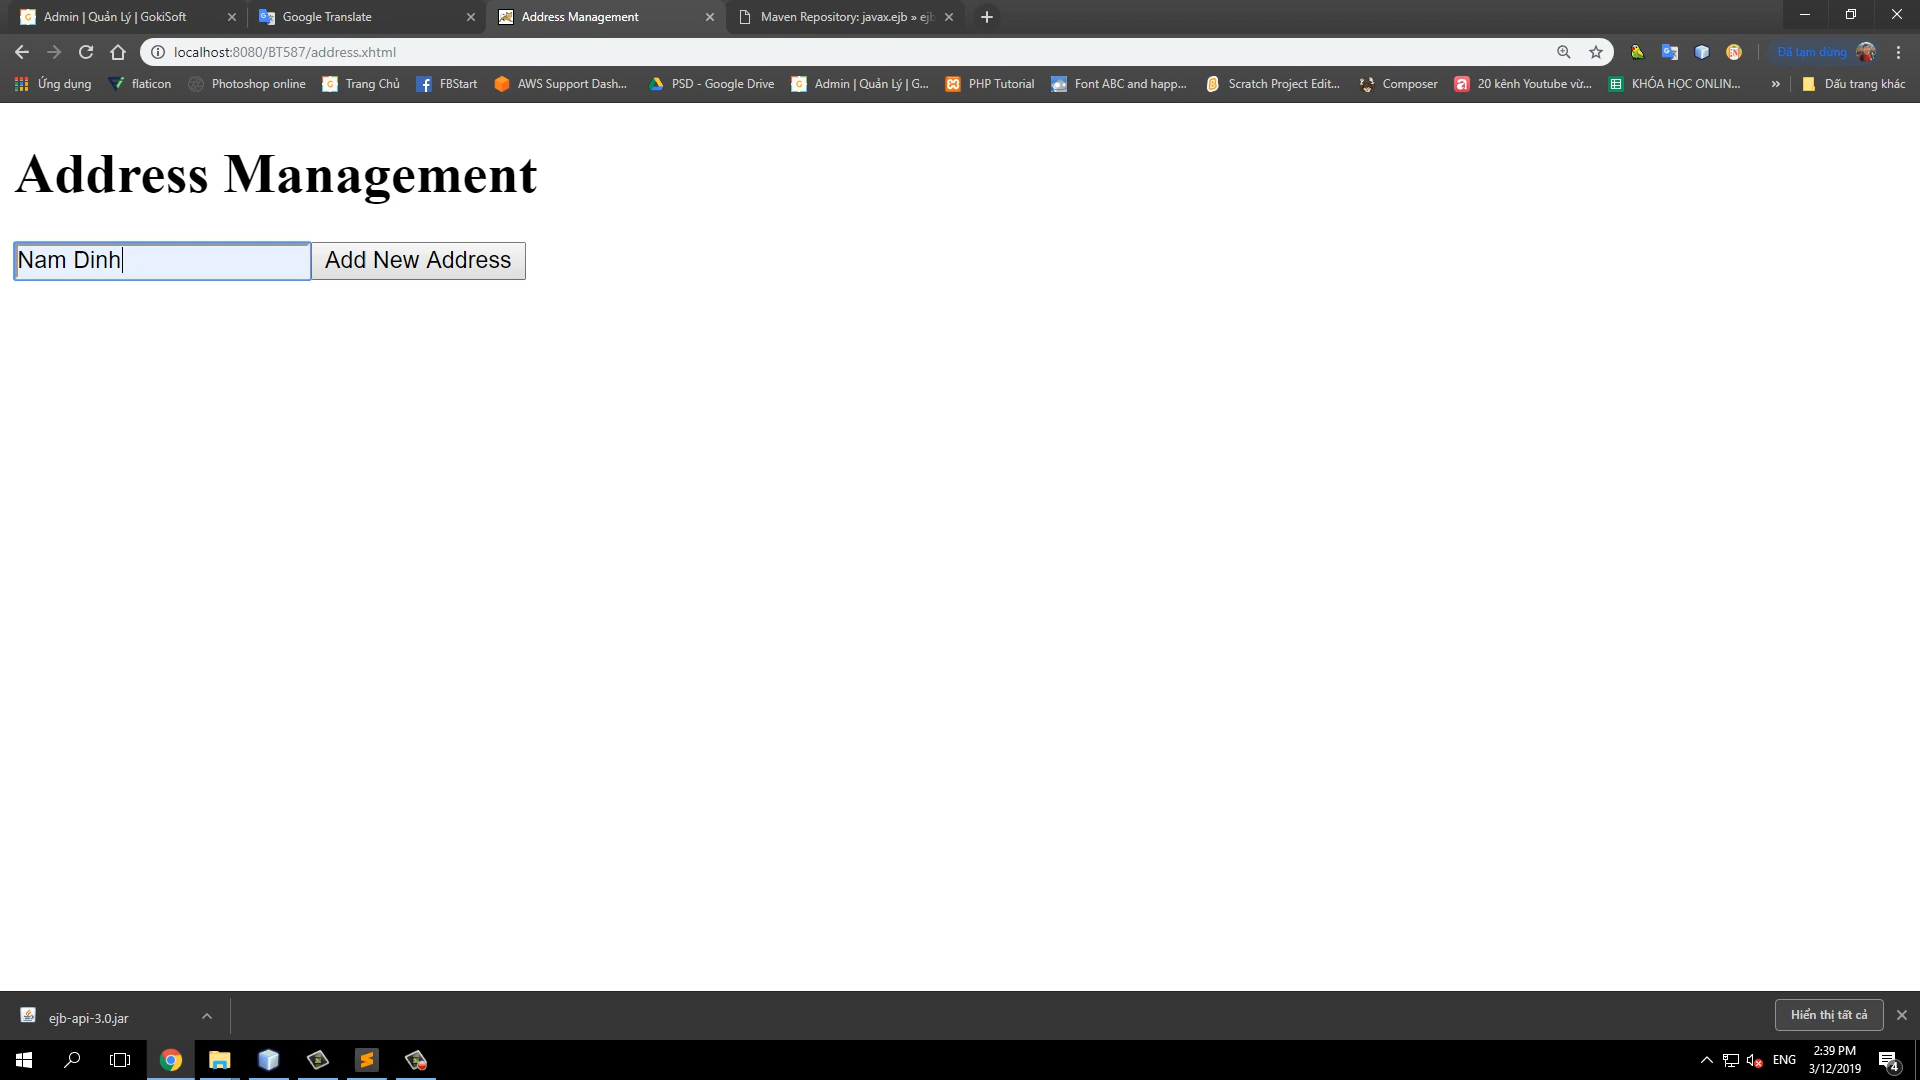 Admin | Quản Lý | GokiSoft
Google Translate
Address Management
Maven Repository: javax.ejb » ejb
localhost:8080/BT587/address.xhtml
Đã tạm dừng
Ứng dụng
flaticon
Photoshop online
Trang Chủ
FBStart
AWS Support Dash...
PSD - Google Drive
Admin | Quản Lý | G...
PHP Tutorial
Font ABC and happ...
Scratch Project Edit...
Composer
20 kênh Youtube vừ...
KHÓA HỌC ONLIN...
»
Dấu trang khác
Address Management
Nam Dinh
Add New Address
ejb-api-3.0.jar
Hiển thị tất cả
ENG
2:39 PM
3/12/2019
4